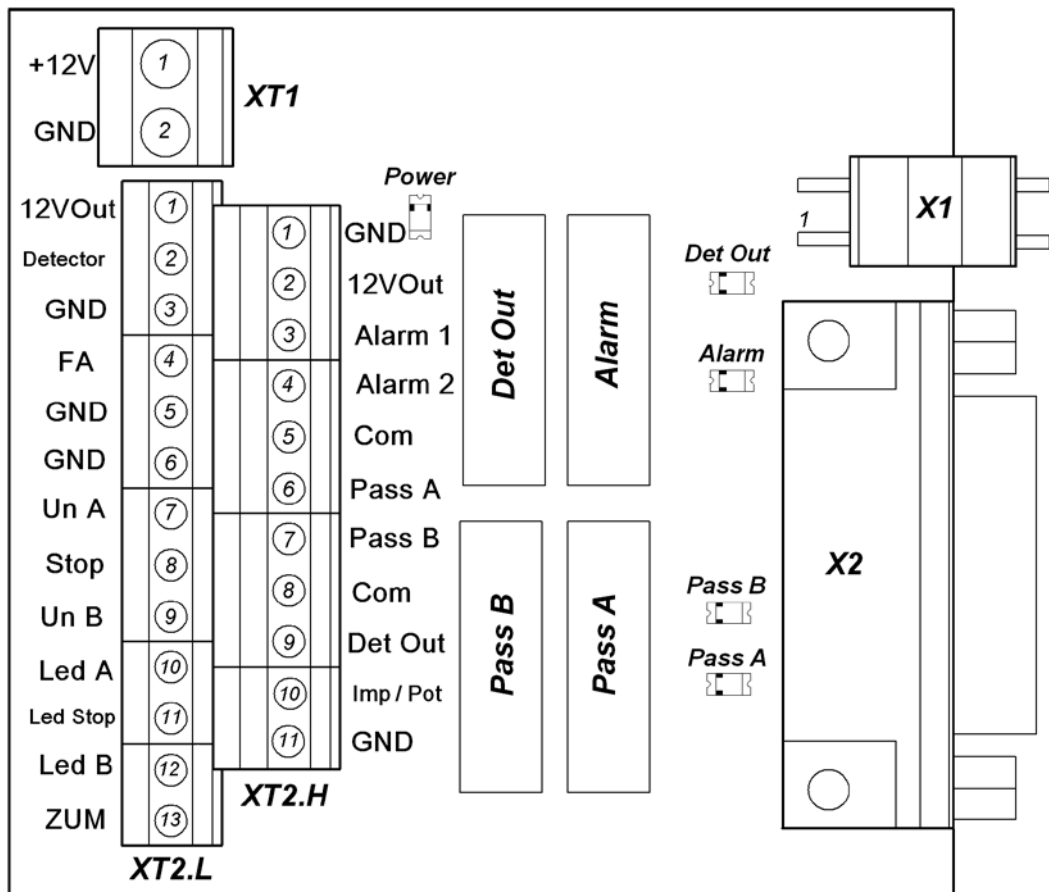 +12V 1
GND 2
XT1
12VOut 1
Detector 2
GND 3
FA 4
GND 5
GND 6
Un A 7
Stop 8
Un B 9
Led A 10
Led Stop 11
Led B 12
ZUM 13
XT2.L
1 GND
2 12VOut
3 Alarm 1
4 Alarm 2
5 Com
6 Pass A
7 Pass B
8 Com
9 Det Out
10 Imp / Pot
11 GND
XT2.H
Power
Det Out
Alarm
Pass B
Pass A
Det Out
Alarm
Pass B
Pass A
1
X1
X2